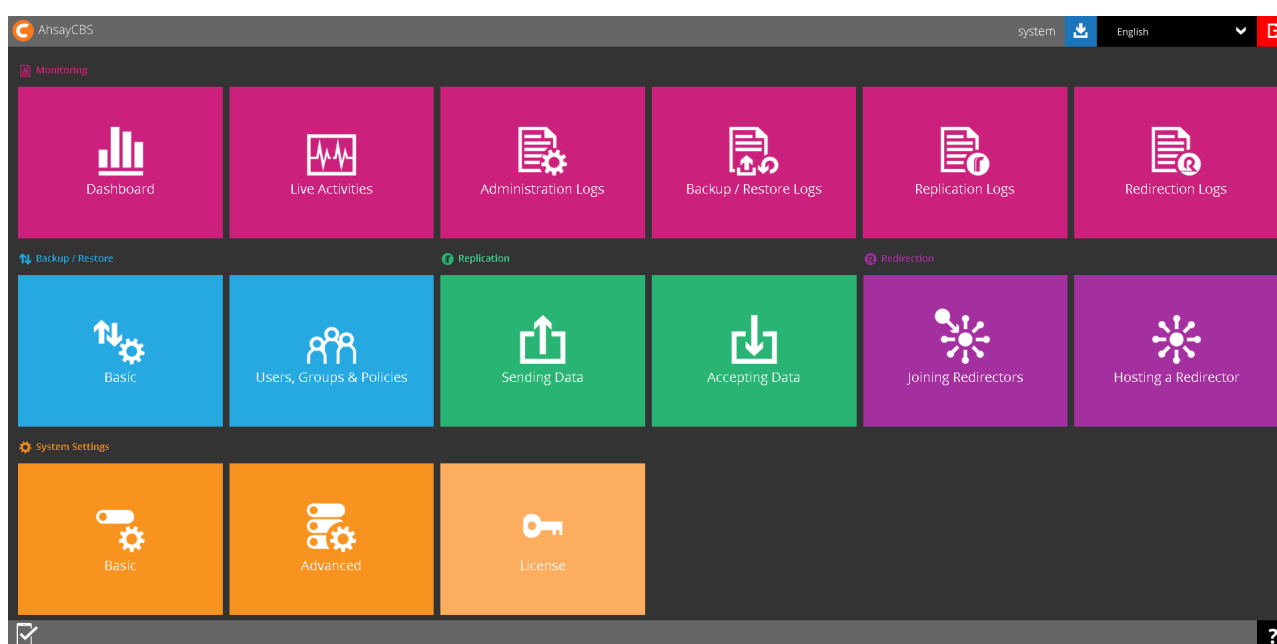 AhsayCBS
system
English
Monitoring
Dashboard
Live Activities
Administration Logs
Backup / Restore Logs
Replication Logs
Redirection Logs
Backup / Restore
Replication
Redirection
Basic
Users, Groups & Policies
Sending Data
Accepting Data
Joining Redirectors
Hosting a Redirector
System Settings
Basic
Advanced
License
?